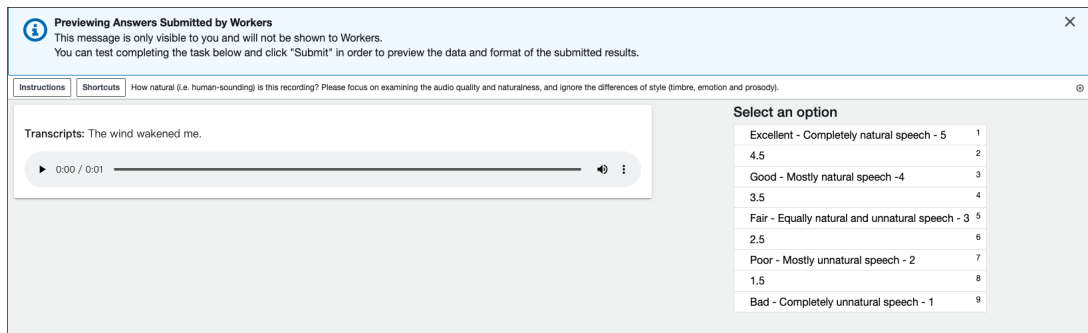 Previewing Answers Submitted by Workers
This message is only visible to you and will not be shown to Workers.
You can test completing the task below and click "Submit" in order to preview the data and format of the submitted results.
Instructions Shortcuts How natural (i.e. human-sounding) is this recording? Please focus on examining the audio quality and naturalness, and ignore the differences of style (timbre, emotion and prosody).
Transcripts: The wind wakened me.
0:00 / 0:01
Select an option
Excellent - Completely natural speech - 5 1
4.5 2
Good - Mostly natural speech -4 3
3.5 4
Fair - Equally natural and unnatural speech - 3 5
2.5 6
Poor - Mostly unnatural speech - 2 7
1.5 8
Bad - Completely unnatural speech - 1 9